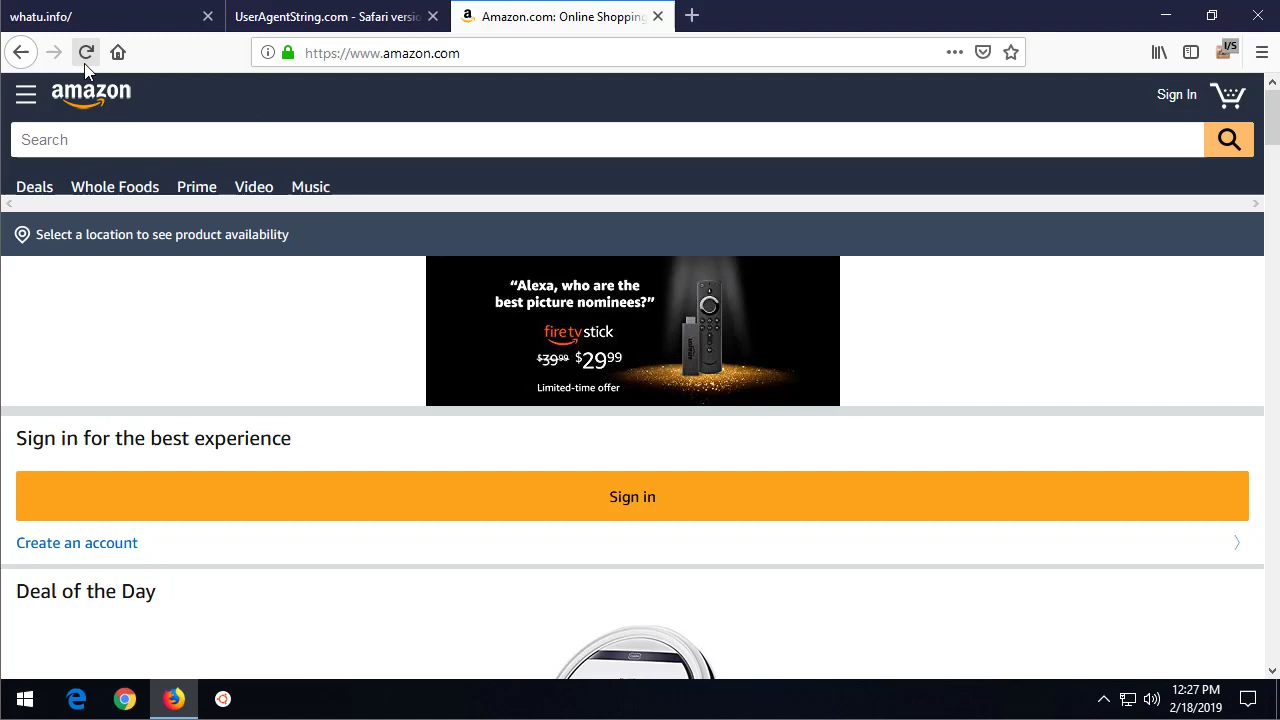 whatu.info/
UserAgentString.com - Safari versio
Amazon.com: Online Shopping
https://www.amazon.com
I/S
amazon
Sign In
Search
Deals Whole Foods Prime Video Music
Select a location to see product availability
“Alexa, who are the
best picture nominees?”
fire tv stick
$39.99 $29.99
Limited-time offer
Sign in for the best experience
Sign in
Create an account
Deal of the Day
12:27 PM
2/18/2019